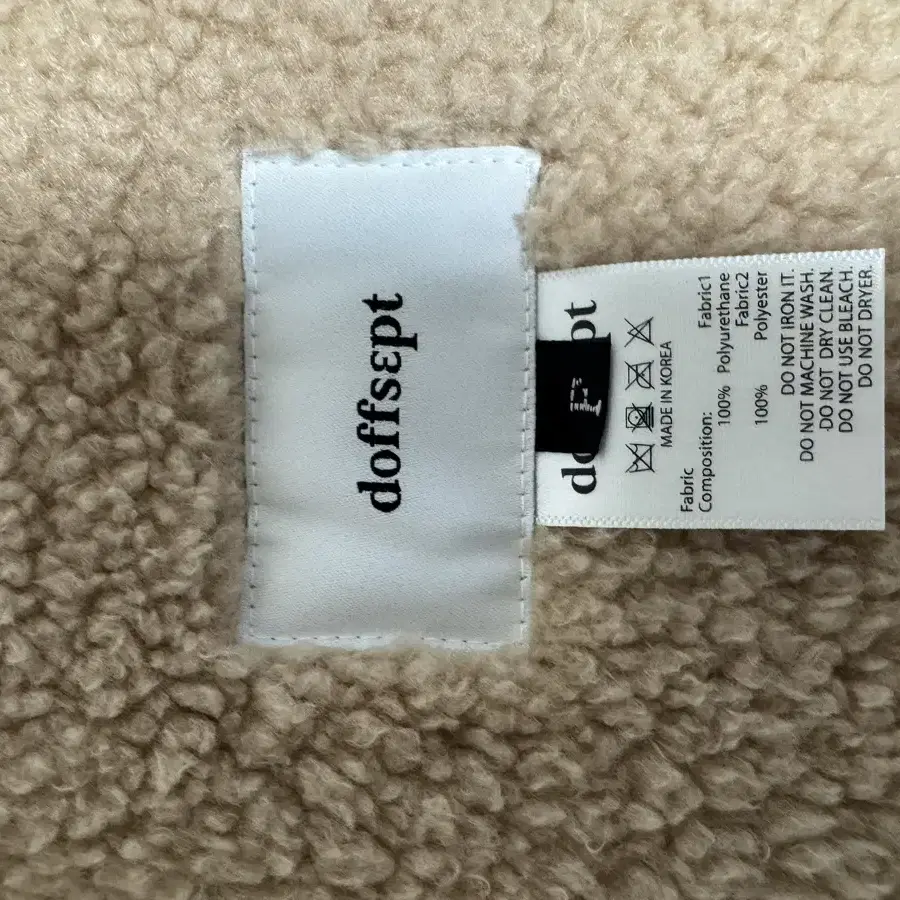 doffsɛpt
F
MADE IN KOREA
Fabric
Composition: Fabric1
100% Polyurethane
Fabric2
100% Polyester
DO NOT IRON IT.
DO NOT MACHINE WASH.
DO NOT DRY CLEAN.
DO NOT USE BLEACH.
DO NOT DRYER.